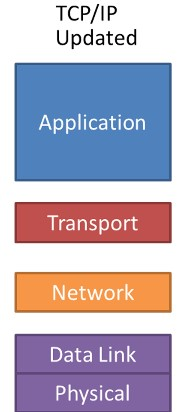 TCP/IP
Updated
Application
Transport
Network
Data Link
Physical